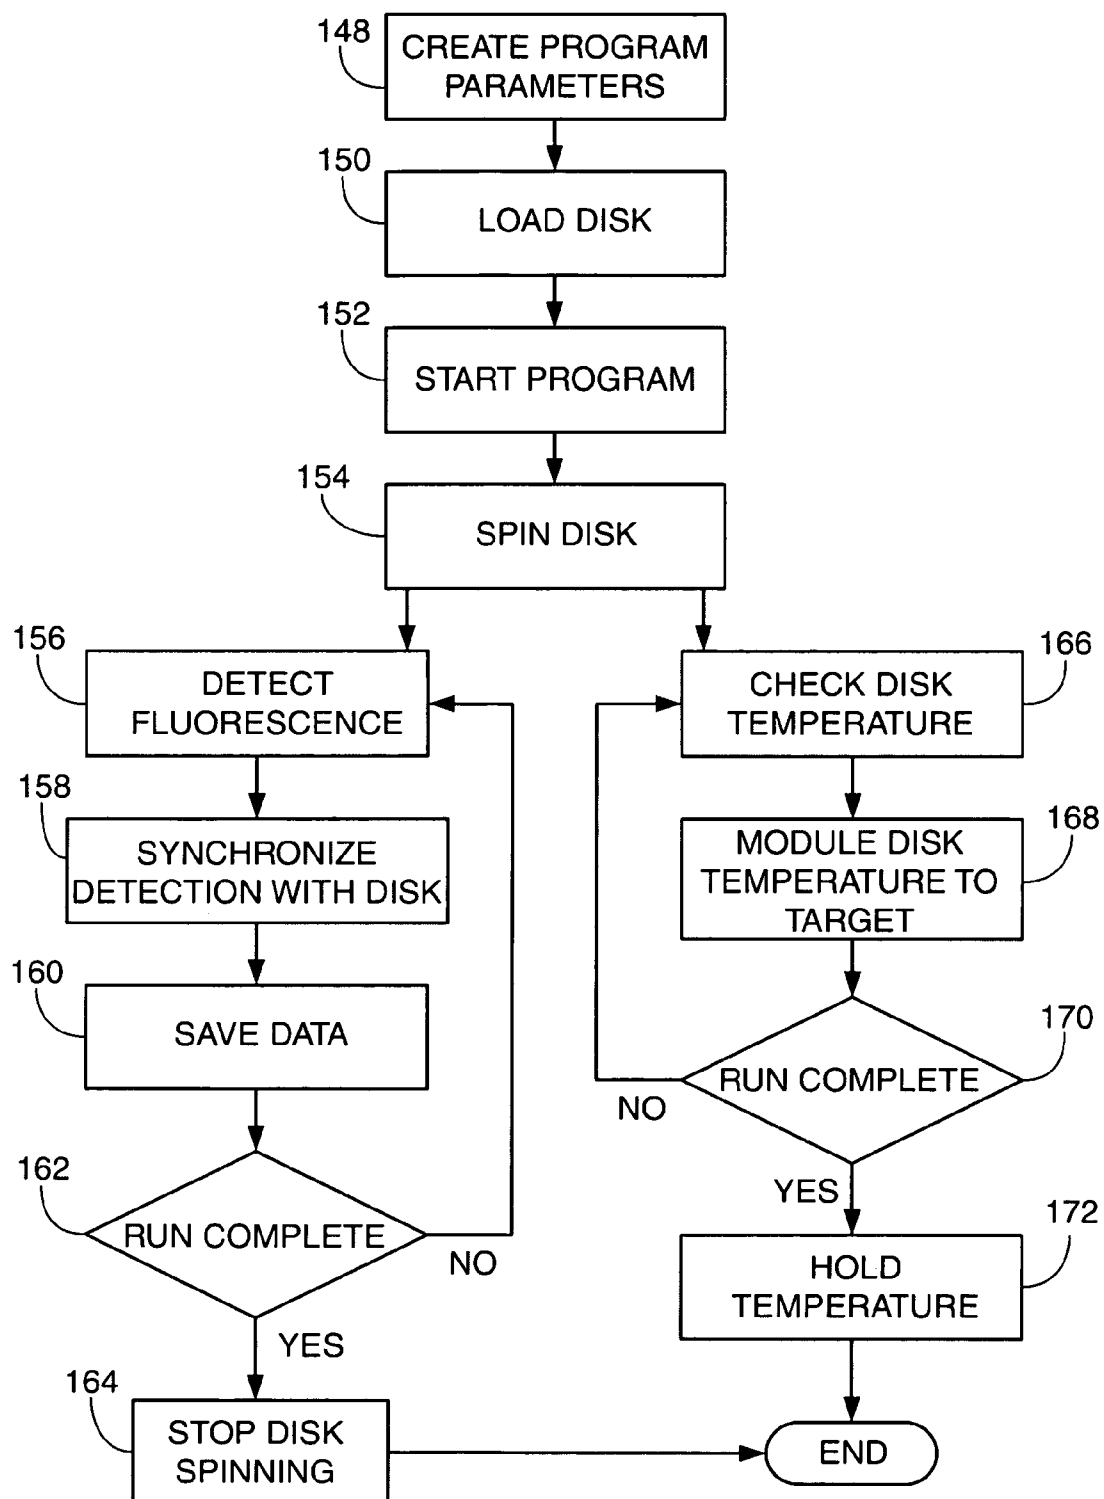 148
CREATE PROGRAM
PARAMETERS
150
LOAD DISK
152
START PROGRAM
154
SPIN DISK
156
DETECT
FLUORESCENCE
158
SYNCHRONIZE
DETECTION WITH DISK
160
SAVE DATA
162
RUN COMPLETE
NO
YES
164
STOP DISK
SPINNING
166
CHECK DISK
TEMPERATURE
168
MODULE DISK
TEMPERATURE TO
TARGET
170
RUN COMPLETE
NO
YES
172
HOLD
TEMPERATURE
END